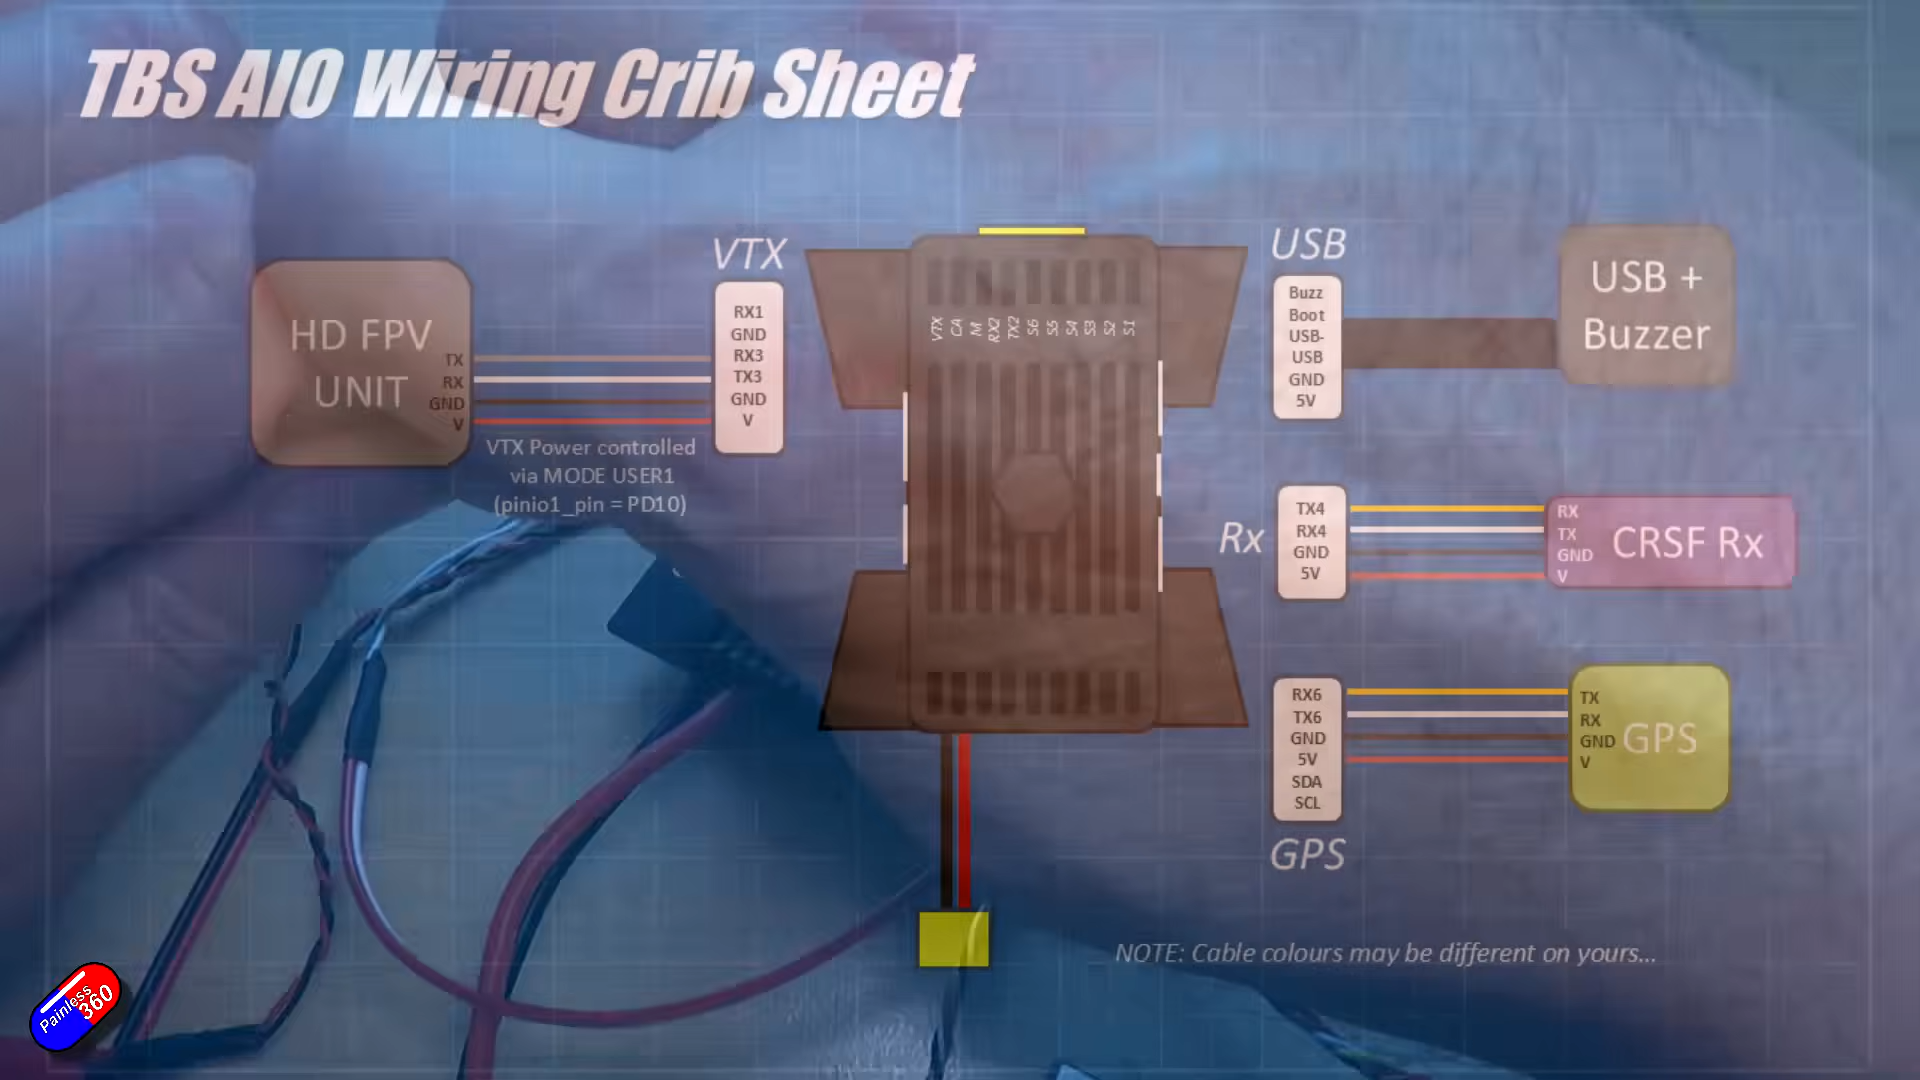 TBS AIO Wiring Crib Sheet
HD FPV
UNIT
TX
RX
GND
V
VTX
RX1
GND
RX3
TX3
GND
V
VTX Power controlled
via MODE USER1
(pinio1_pin = PD10)
VTX
CA
M
RX2
TX2
S6
S5
S4
S3
S2
S1
USB
Buzz
Boot
USB-
USB
GND
5V
USB +
Buzzer
Rx
TX4
RX4
GND
5V
RX
TX
GND
V
CRSF Rx
RX6
TX6
GND
5V
SDA
SCL
GPS
TX
RX
GND
V
GPS
NOTE: Cable colours may be different on yours...
Painless
360